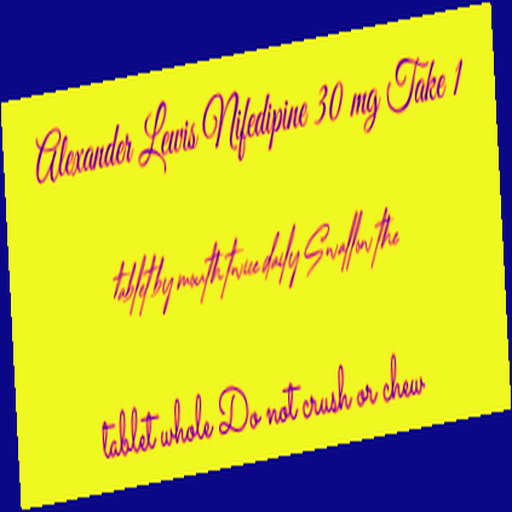 Alexander Lewis Nifedipine 30 mg Take 1
tablet by mouth twice daily Swallow the
tablet whole Do not crush or chew